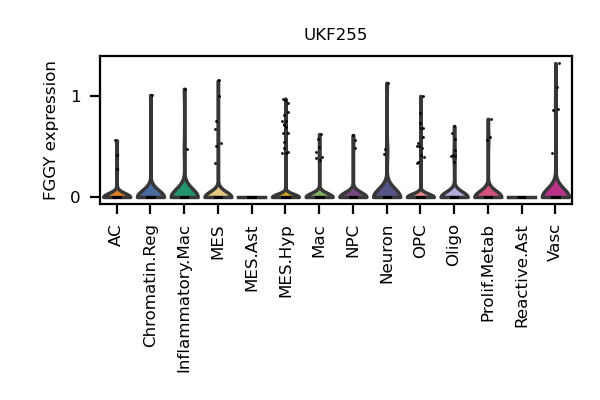 UKF255
FGGY expression
1
0
AC
Chromatin.Reg
Inflammatory.Mac
MES
MES.Ast
MES.Hyp
Mac
NPC
Neuron
OPC
Oligo
Prolif.Metab
Reactive.Ast
Vasc